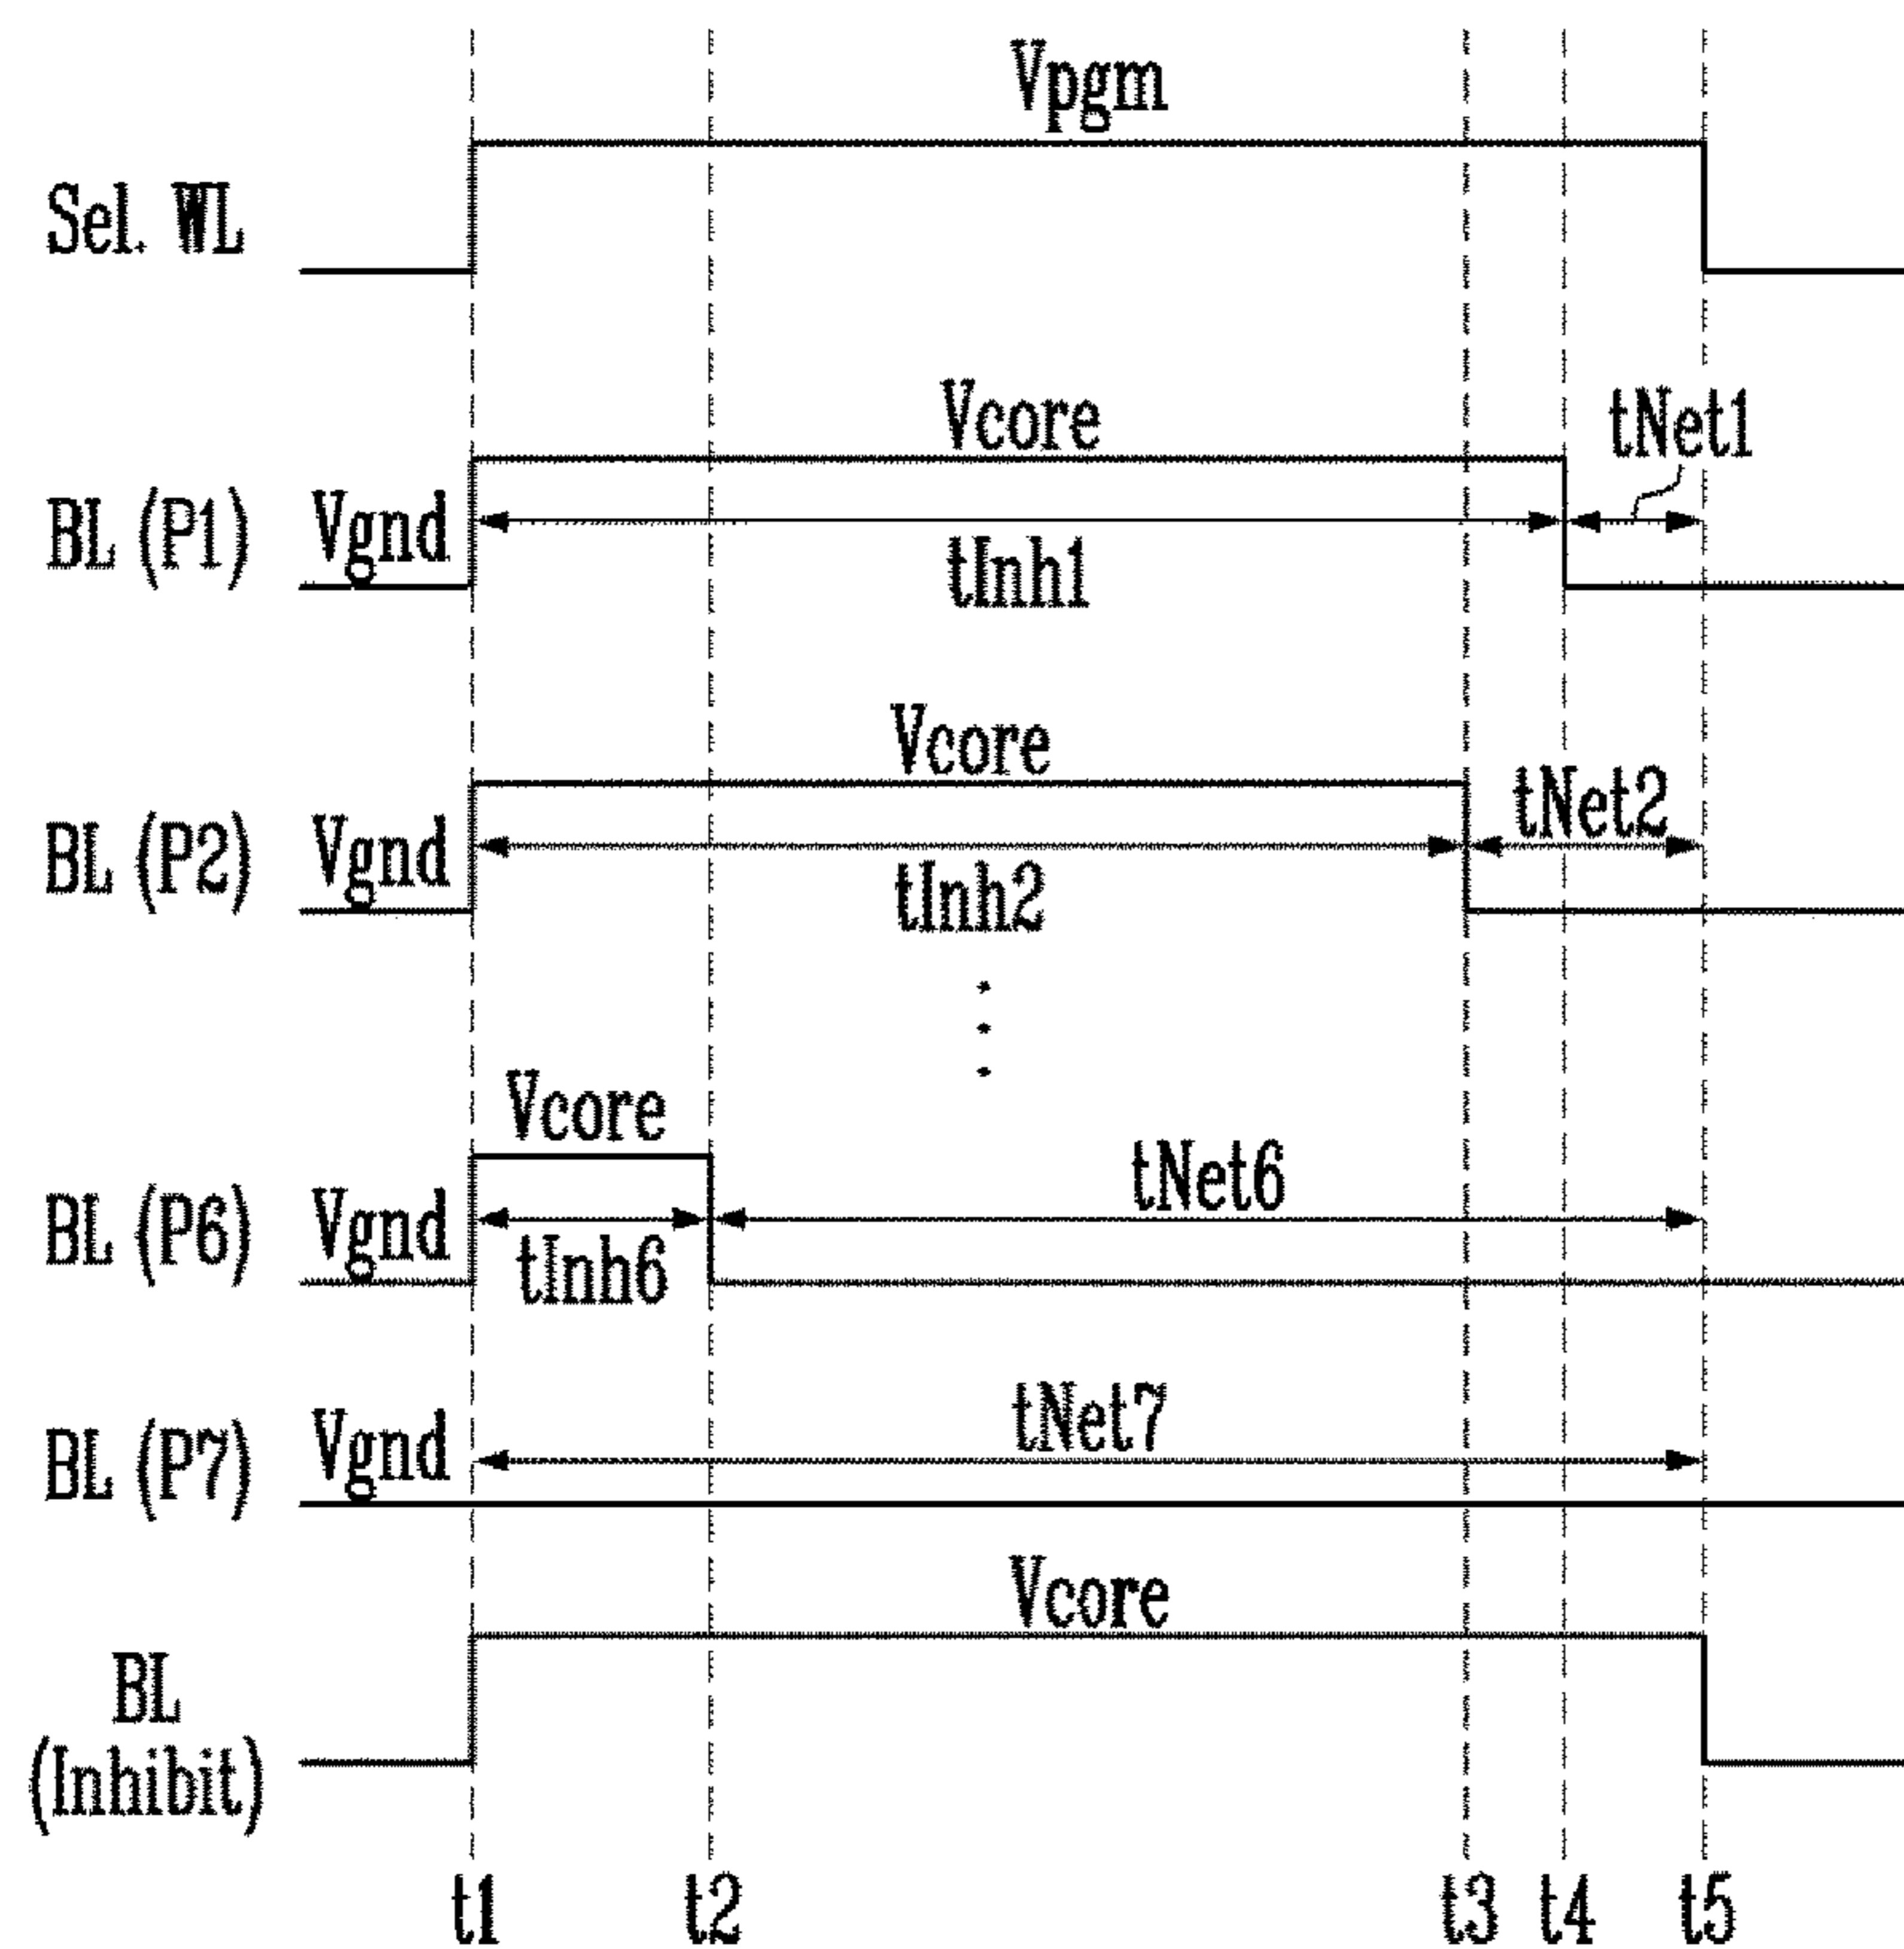 Vpgm
Sel. WL
Vcore
tNet1
BL (P1)
Vgnd
tInh1
Vcore
tNet2
BL (P2)
Vgnd
tInh2
Vcore
tNet6
BL (P6)
Vgnd
tInh6
tNet7
BL (P7)
Vgnd
Vcore
BL
(Inhibit)
t1 t2 t3 t4 t5